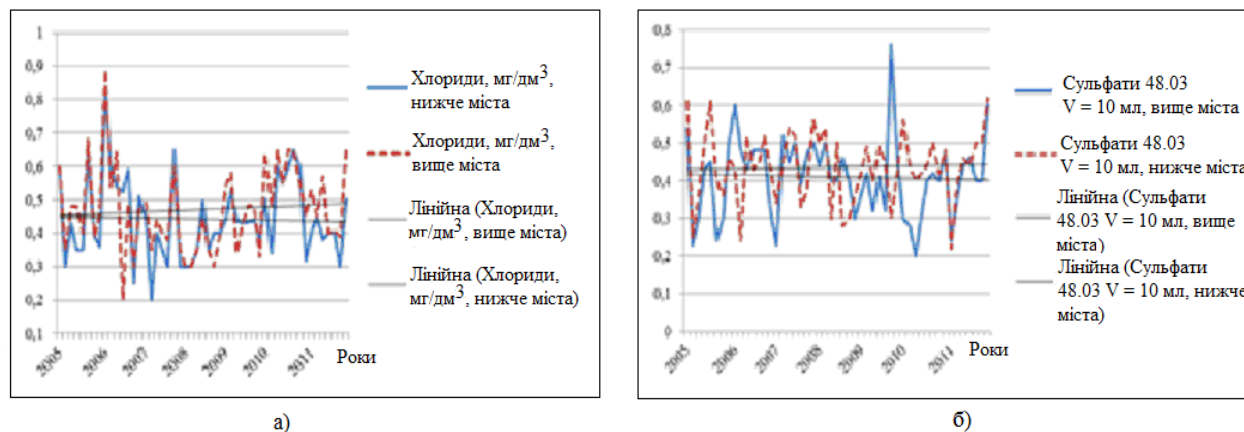 1
0,9
0,8
0,7
0,6
0,5
0,4
0,3
0,2
0,1
2005
2006
2007
2008
2009
2010
2011
Роки
Хлориди, мг/дм³,
нижче міста
Хлориди, мг/дм³,
вище міста
Лінійна (Хлориди,
мг/дм³, вище міста)
Лінійна (Хлориди,
мг/дм³, нижче міста)
а)
0,8
0,7
0,6
0,5
0,4
0,3
0,2
0,1
0
2005
2006
2007
2008
2009
2010
2011
Роки
Сульфати 48.03
V = 10 мл, вище міста
Сульфати 48.03
V = 10 мл, нижче міста
Лінійна (Сульфати
48.03 V = 10 мл, вище
міста)
Лінійна (Сульфати
48.03 V = 10 мл, нижче
міста)
б)